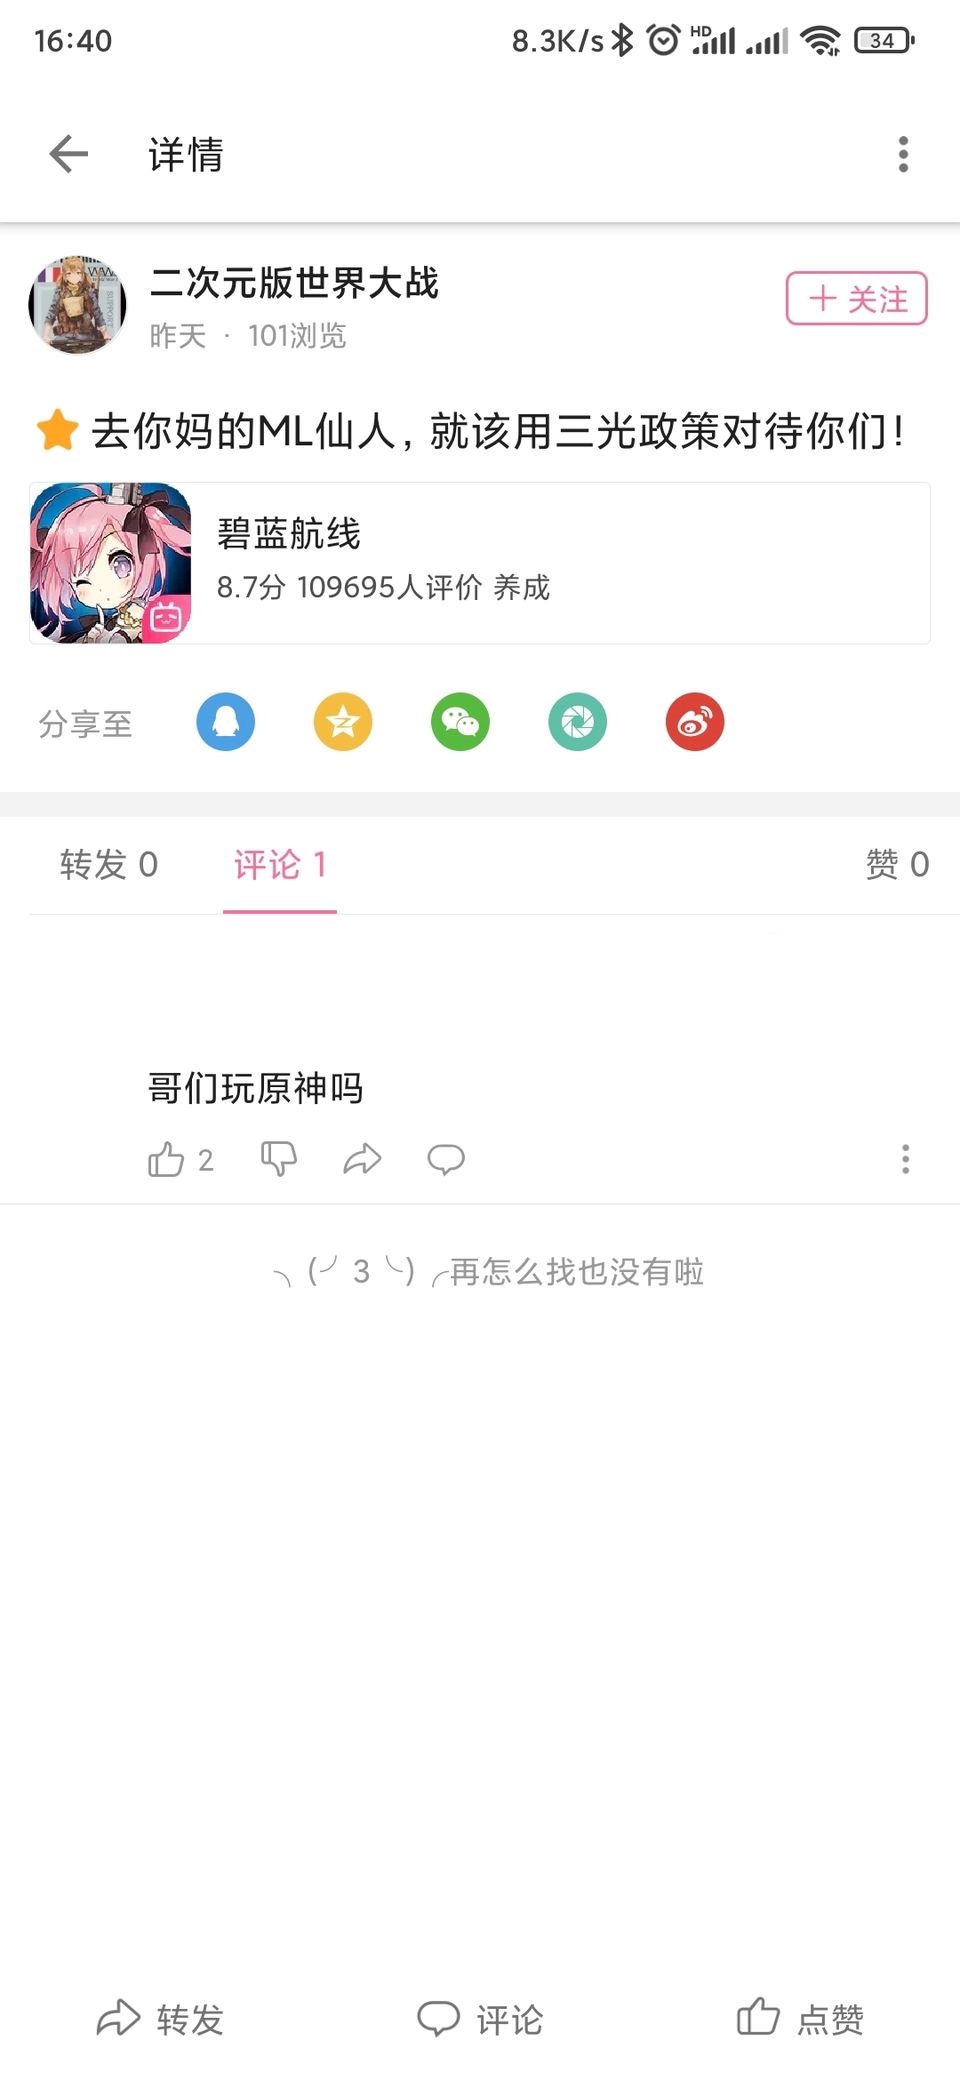 16:40
8.3K/s HD 34
详情
二次元版世界大战
昨天 · 101浏览
+ 关注
去你妈的ML仙人，就该用三光政策对待你们！
碧蓝航线
8.7分 109695人评价 养成
分享至
转发 0
评论 1
赞 0
哥们玩原神吗
2
╮(╯3╰)╭再怎么找也没有啦
转发
评论
点赞